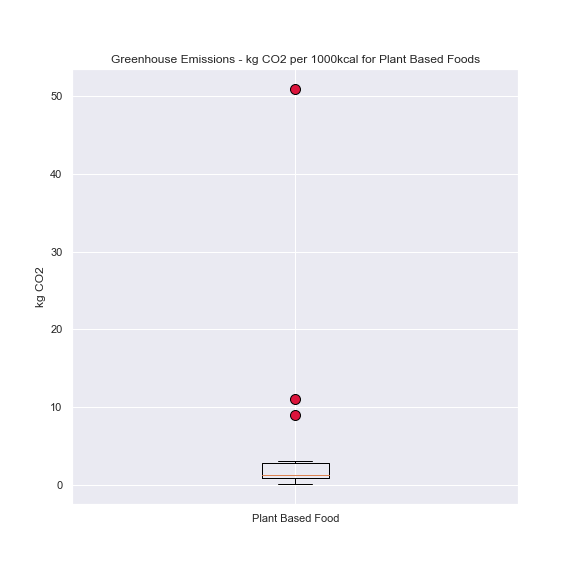 Greenhouse Emissions - kg CO2 per 1000kcal for Plant Based Foods
50
40
30
20
10
0
kg CO2
Plant Based Food